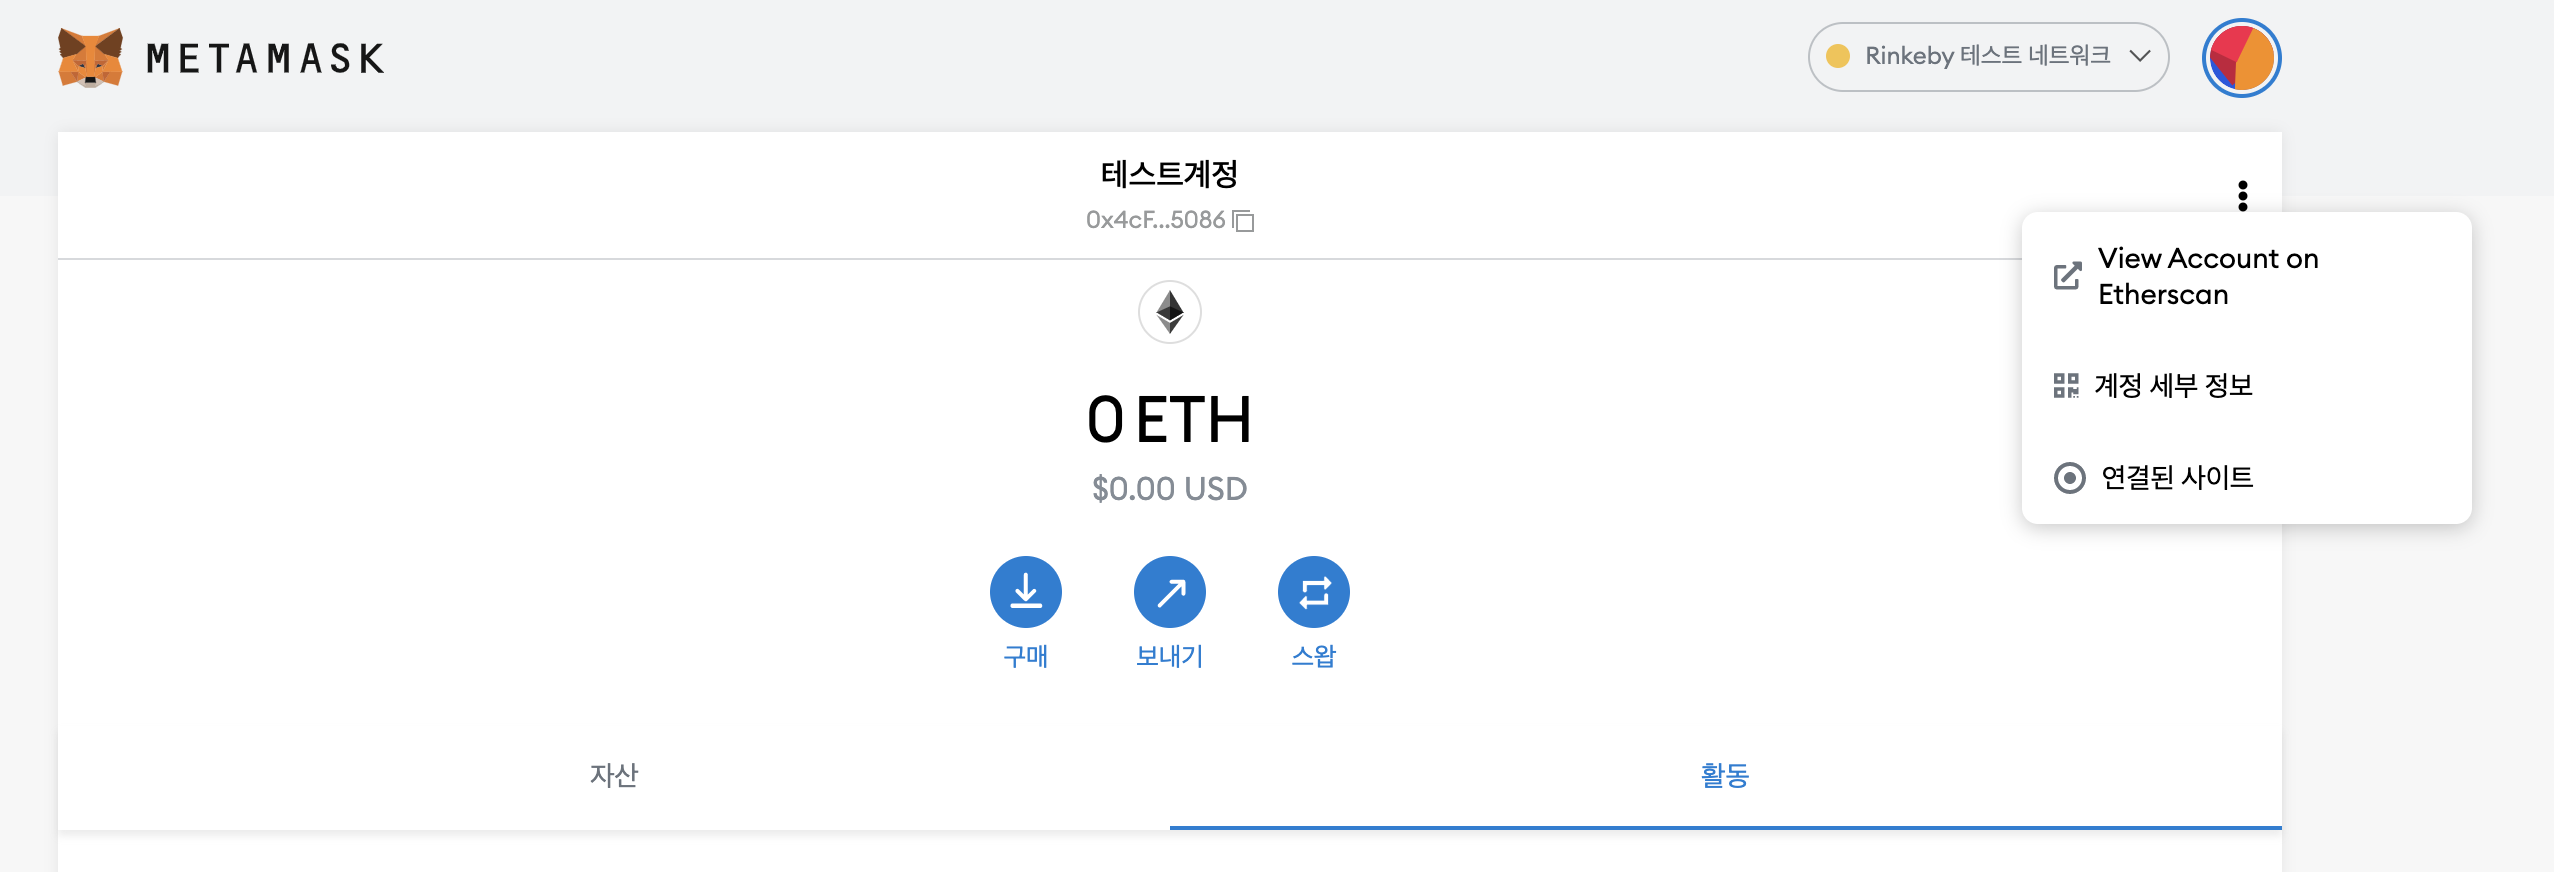 METAMASK
Rinkeby 테스트 네트워크
테스트계정
0x4cF...5086
View Account on
Etherscan
계정 세부 정보
연결된 사이트
0 ETH
$0.00 USD
구매
보내기
스왑
자산
활동